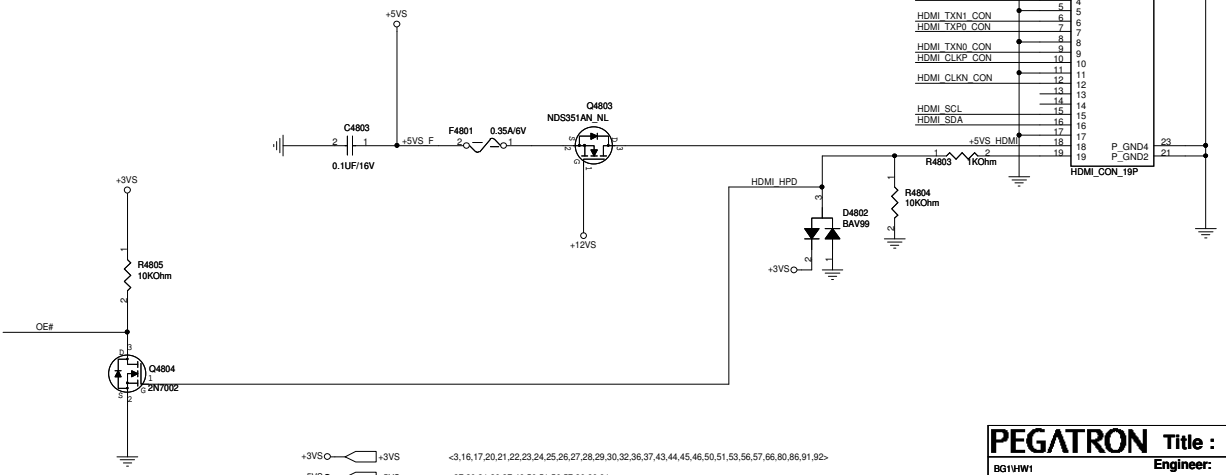 +5VS
4
5
5
HDMI_TXN1_CON
6
6
HDMI_TXP0_CON
7
7
8
8
HDMI_TXN0_CON
9
9
HDMI_CLKP_CON
10
10
11
11
HDMI_CLKN_CON
12
12
13
13
14
14
HDMI_SCL
15
15
HDMI_SDA
16
16
17
17
+5VS_HDMI
18
18
19
19
P_GND4
23
P_GND2
21
HDMI_CON_19P
Q4803
NDS351AN_NL
C4803
2 1
0.1UF/16V
+5VS_F
F4801 0.35A/6V
2 1
S 2 G 1 D 3
+12VS
1 2
R4803 1KOhm
HDMI_HPD
3
D4802
BAV99
2 1
+3VS
1
R4804
10KOhm
2
+3VS
1
R4805
10KOhm
2
OE#
D 3
Q4804
1
G 2N7002
S 2
+3VS +3VS <3,16,17,20,21,22,23,24,25,26,27,28,29,30,32,36,37,43,44,45,46,50,51,53,56,57,66,80,86,91,92>
PEGATRON Title :
BG1\HW1 Engineer: